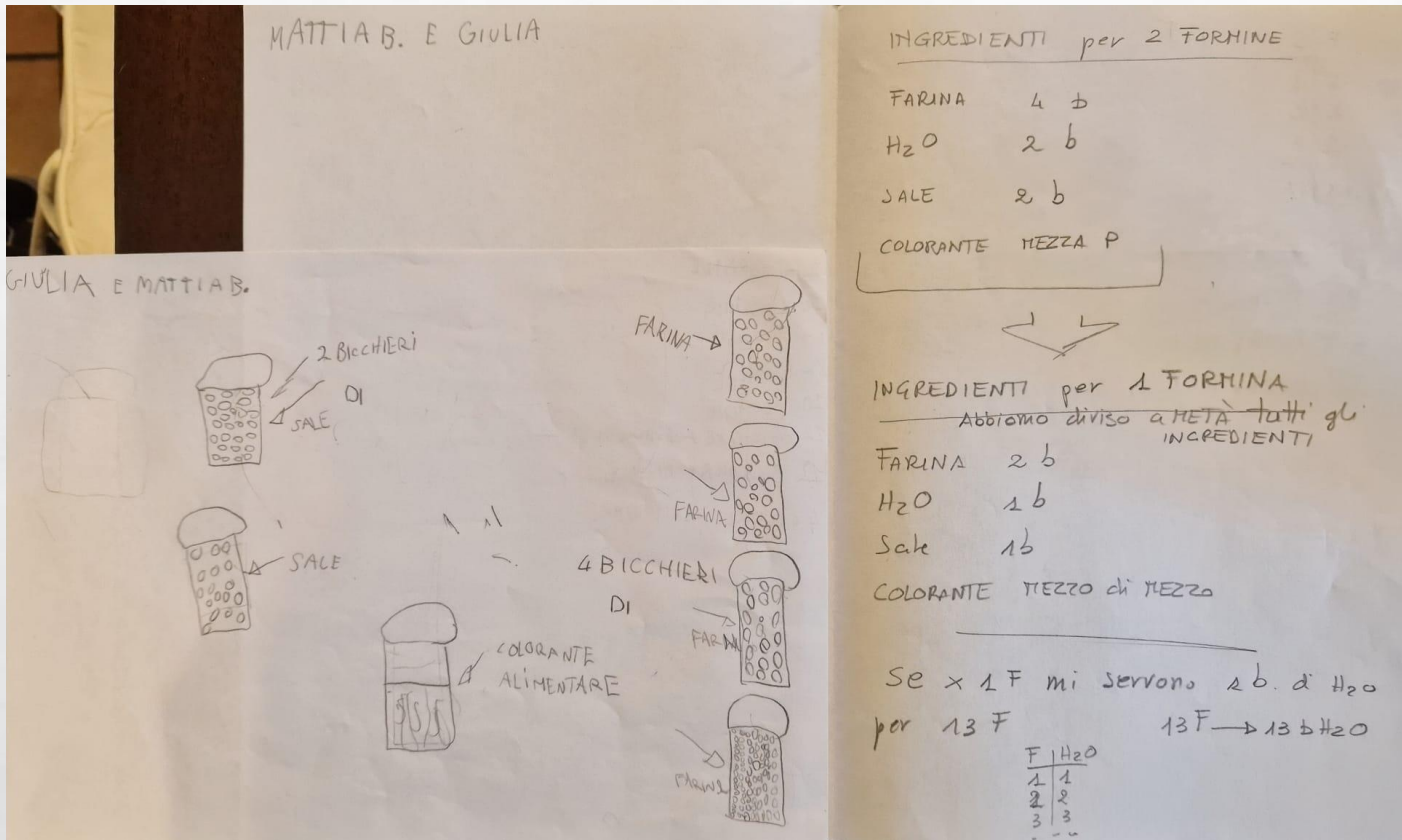 MATTIA B. E GIULIA
GIULIA E MATTIA B.
2 BICCHIERI
DI
SALE
SALE
COLORANTE
ALIMENTARE
FARINA
FARINA
4 BICCHIERI
DI
FARINA
FARINA
INGREDIENTI per 2 FORMINE
FARINA 4 b
H2O 2 b
SALE 2 b
COLORANTE MEZZA P
INGREDIENTI per 1 FORMINA
Abbiamo diviso a METÀ tutti gli
INGREDIENTI
FARINA 2 b
H2O 1 b
Sale 1b
COLORANTE MEZZO di MEZZO
Se x 1 F mi servono 1 b. di H2O
per 13 F 13F → 13 b H2O
F | H2O
1 | 1
2 | 2
3 | 3